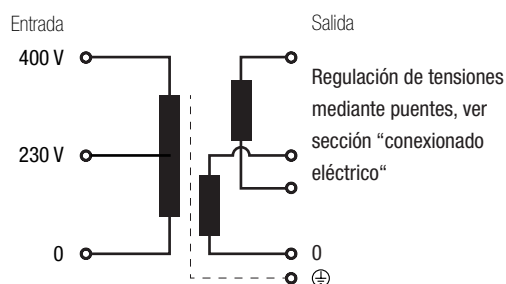 Entrada
Salida
400 V
Regulación de tensiones
mediante puentes, ver
sección “conexionado
eléctrico“
230 V
0
0